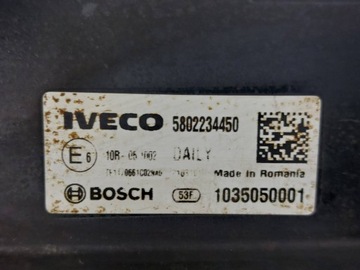 IVECO 5802234450
E6 10R- 05 1002 DAILY
Made in Romania
BOSCH 53F 1035050001